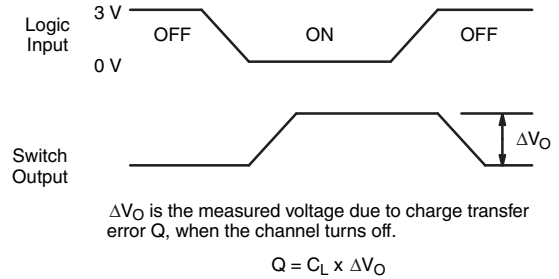 Logic
Input
3 V
0 V
OFF
ON
OFF
Switch
Output
ΔVO
ΔVO is the measured voltage due to charge transfer
error Q, when the channel turns off.
Q = CL x ΔVO